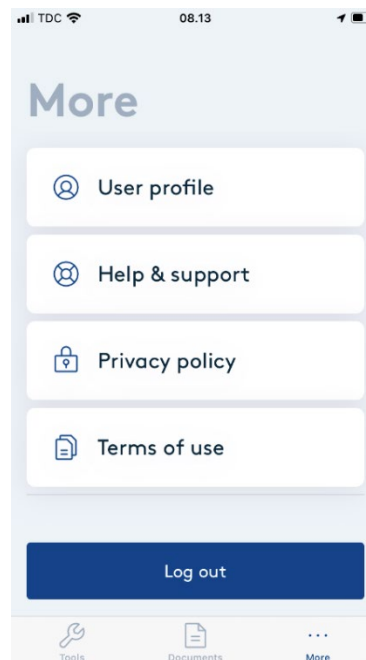 TDC 08.13
More
User profile
Help & support
Privacy policy
Terms of use
Log out
Tools Documents More